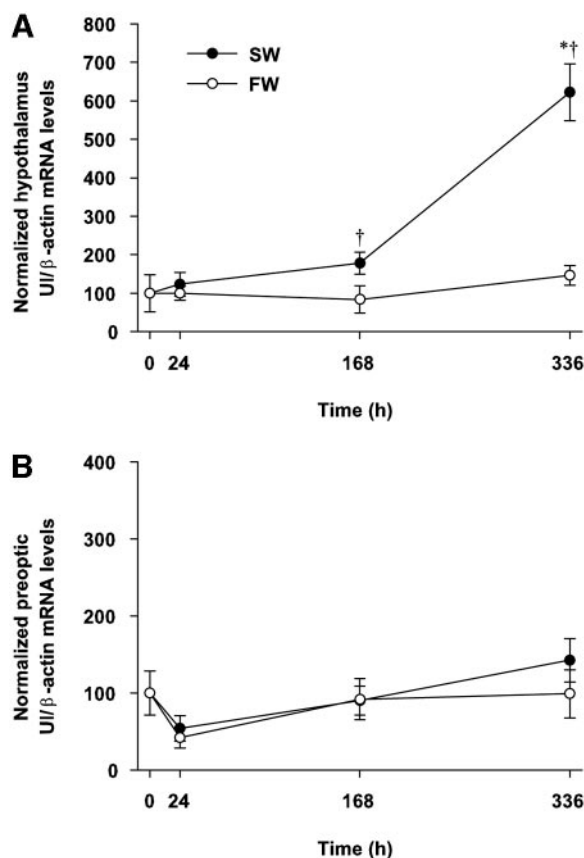 A
Normalized hypothalamus
UI/β-actin mRNA levels
800
700
600
500
400
300
200
100
0
SW
FW
†
*†
0 24 168 336
Time (h)
B
Normalized preoptic
UI/β-actin mRNA levels
400
300
200
100
0
0 24 168 336
Time (h)